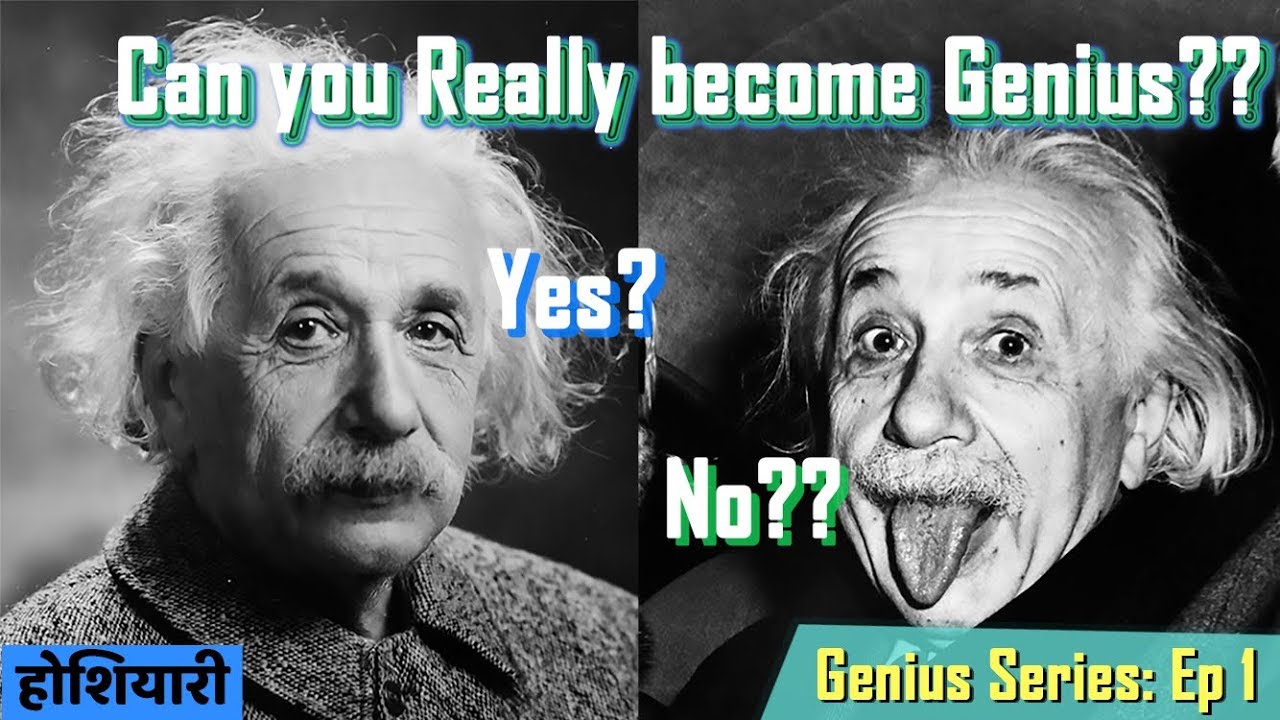 Can you Really become Genius??
Yes?
No??
होशियारी
Genius Series: Ep 1